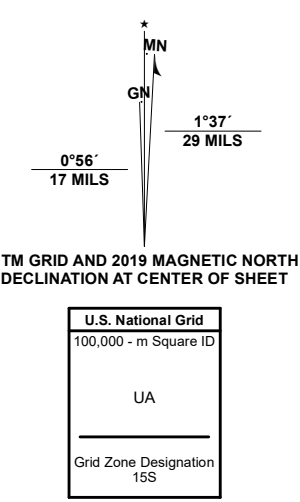 ★
MN
GN
1°37´
29 MILS
0°56´
17 MILS
TM GRID AND 2019 MAGNETIC NORTH
DECLINATION AT CENTER OF SHEET
U.S. National Grid
100,000 - m Square ID
UA
Grid Zone Designation
15S